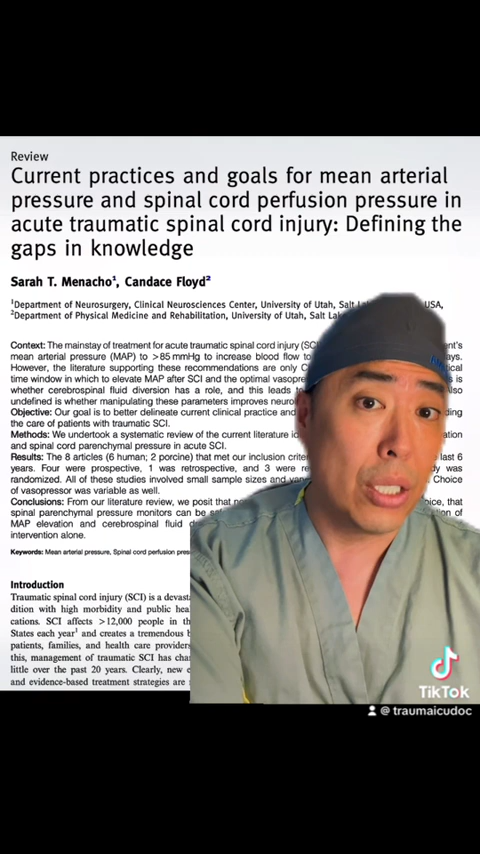 Review
Current practices and goals for mean arterial
pressure and spinal cord perfusion pressure in
acute traumatic spinal cord injury: Defining the
gaps in knowledge
Sarah T. Menacho¹, Candace Floyd²
¹Department of Neurosurgery, Clinical Neurosciences Center, University of Utah, Salt USA,
²Department of Physical Medicine and Rehabilitation, University of Utah, Salt
Context: The mainstay of treatment for acute traumatic spinal cord injury (SCI
mean arterial pressure (MAP) to >85 mmHg to increase blood flow to
However, the literature supporting these recommendations are only
time window in which to elevate MAP after SCI and the optimal is
whether cerebrospinal fluid diversion has a role, and this leads
undefined is whether manipulating these parameters improves
Objective: Our goal is to better delineate current clinical practice and
the care of patients with traumatic SCI.
Methods: We undertook a systematic review of the current literature
and spinal cord parenchymal pressure in acute SCI.
Results: The 8 articles (6 human; 2 porcine) that met our inclusion last 6
years. Four were prospective, 1 was retrospective, and 3 were was
randomized. All of these studies involved small sample sizes and Choice
of vasopressor was variable as well.
Conclusions: From our literature review, we posit that that
spinal parenchymal pressure monitors can be of
MAP elevation and cerebrospinal fluid
intervention alone.
Keywords: Mean arterial pressure, Spinal cord perfusion
Introduction
Traumatic spinal cord injury (SCI) is a
dition with high morbidity and public
cations. SCI affects >12,000 people in
States each year¹ and creates a tremendous
patients, families, and health care
this, management of traumatic SCI has
little over the past 20 years. Clearly, new
and evidence-based treatment strategies are
TikTok
@ traumaicudoc